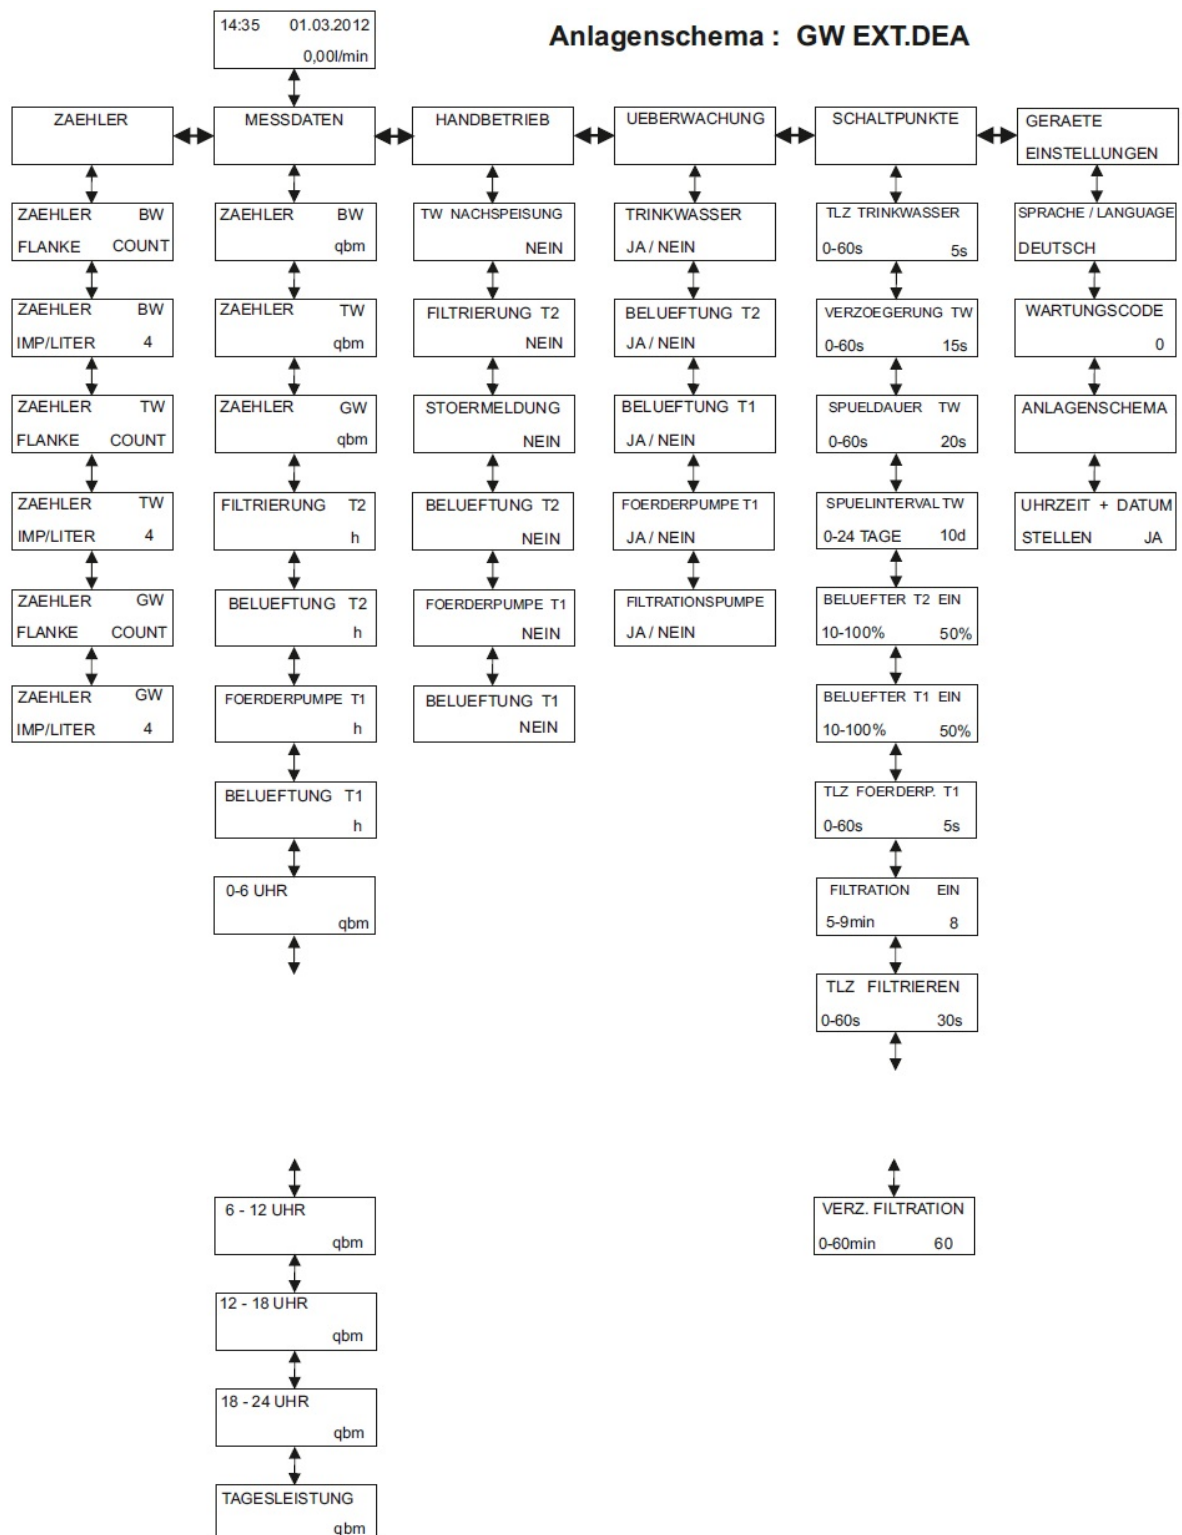 14:35 01.03.2012
0,00l/min
Anlagenschema : GW EXT.DEA
ZAEHLER
MESSDATEN
HANDBETRIEB
UEBERWACHUNG
SCHALTPUNKTE
GERAETE
EINSTELLUNGEN
ZAEHLER BW
FLANKE COUNT
ZAEHLER BW
IMP/LITER 4
ZAEHLER TW
FLANKE COUNT
ZAEHLER TW
IMP/LITER 4
ZAEHLER GW
FLANKE COUNT
ZAEHLER GW
IMP/LITER 4
ZAEHLER BW
qbm
ZAEHLER TW
qbm
ZAEHLER GW
qbm
FILTRIERUNG T2
h
BELUEFTUNG T2
h
FOERDERPUMPE T1
h
BELUEFTUNG T1
h
0-6 UHR
qbm
6 - 12 UHR
qbm
12 - 18 UHR
qbm
18 - 24 UHR
qbm
TAGESLEISTUNG
qbm
TW NACHSPEISUNG
NEIN
FILTRIERUNG T2
NEIN
STOERMELDUNG
NEIN
BELUEFTUNG T2
NEIN
FOERDERPUMPE T1
NEIN
BELUEFTUNG T1
NEIN
TRINKWASSER
JA / NEIN
BELUEFTUNG T2
JA / NEIN
BELUEFTUNG T1
JA / NEIN
FOERDERPUMPE T1
JA / NEIN
FILTRATIONSPUMPE
JA / NEIN
TLZ TRINKWASSER
0-60s 5s
VERZOEGERUNG TW
0-60s 15s
SPUELDAUER TW
0-60s 20s
SPUELINTERVAL TW
0-24 TAGE 10d
BELUEFTER T2 EIN
10-100% 50%
BELUEFTER T1 EIN
10-100% 50%
TLZ FOERDERP. T1
0-60s 5s
FILTRATION EIN
5-9min 8
TLZ FILTRIEREN
0-60s 30s
VERZ. FILTRATION
0-60min 60
SPRACHE / LANGUAGE
DEUTSCH
WARTUNGSCODE
0
ANLAGENSCHEMA
UHRZEIT + DATUM
STELLEN JA